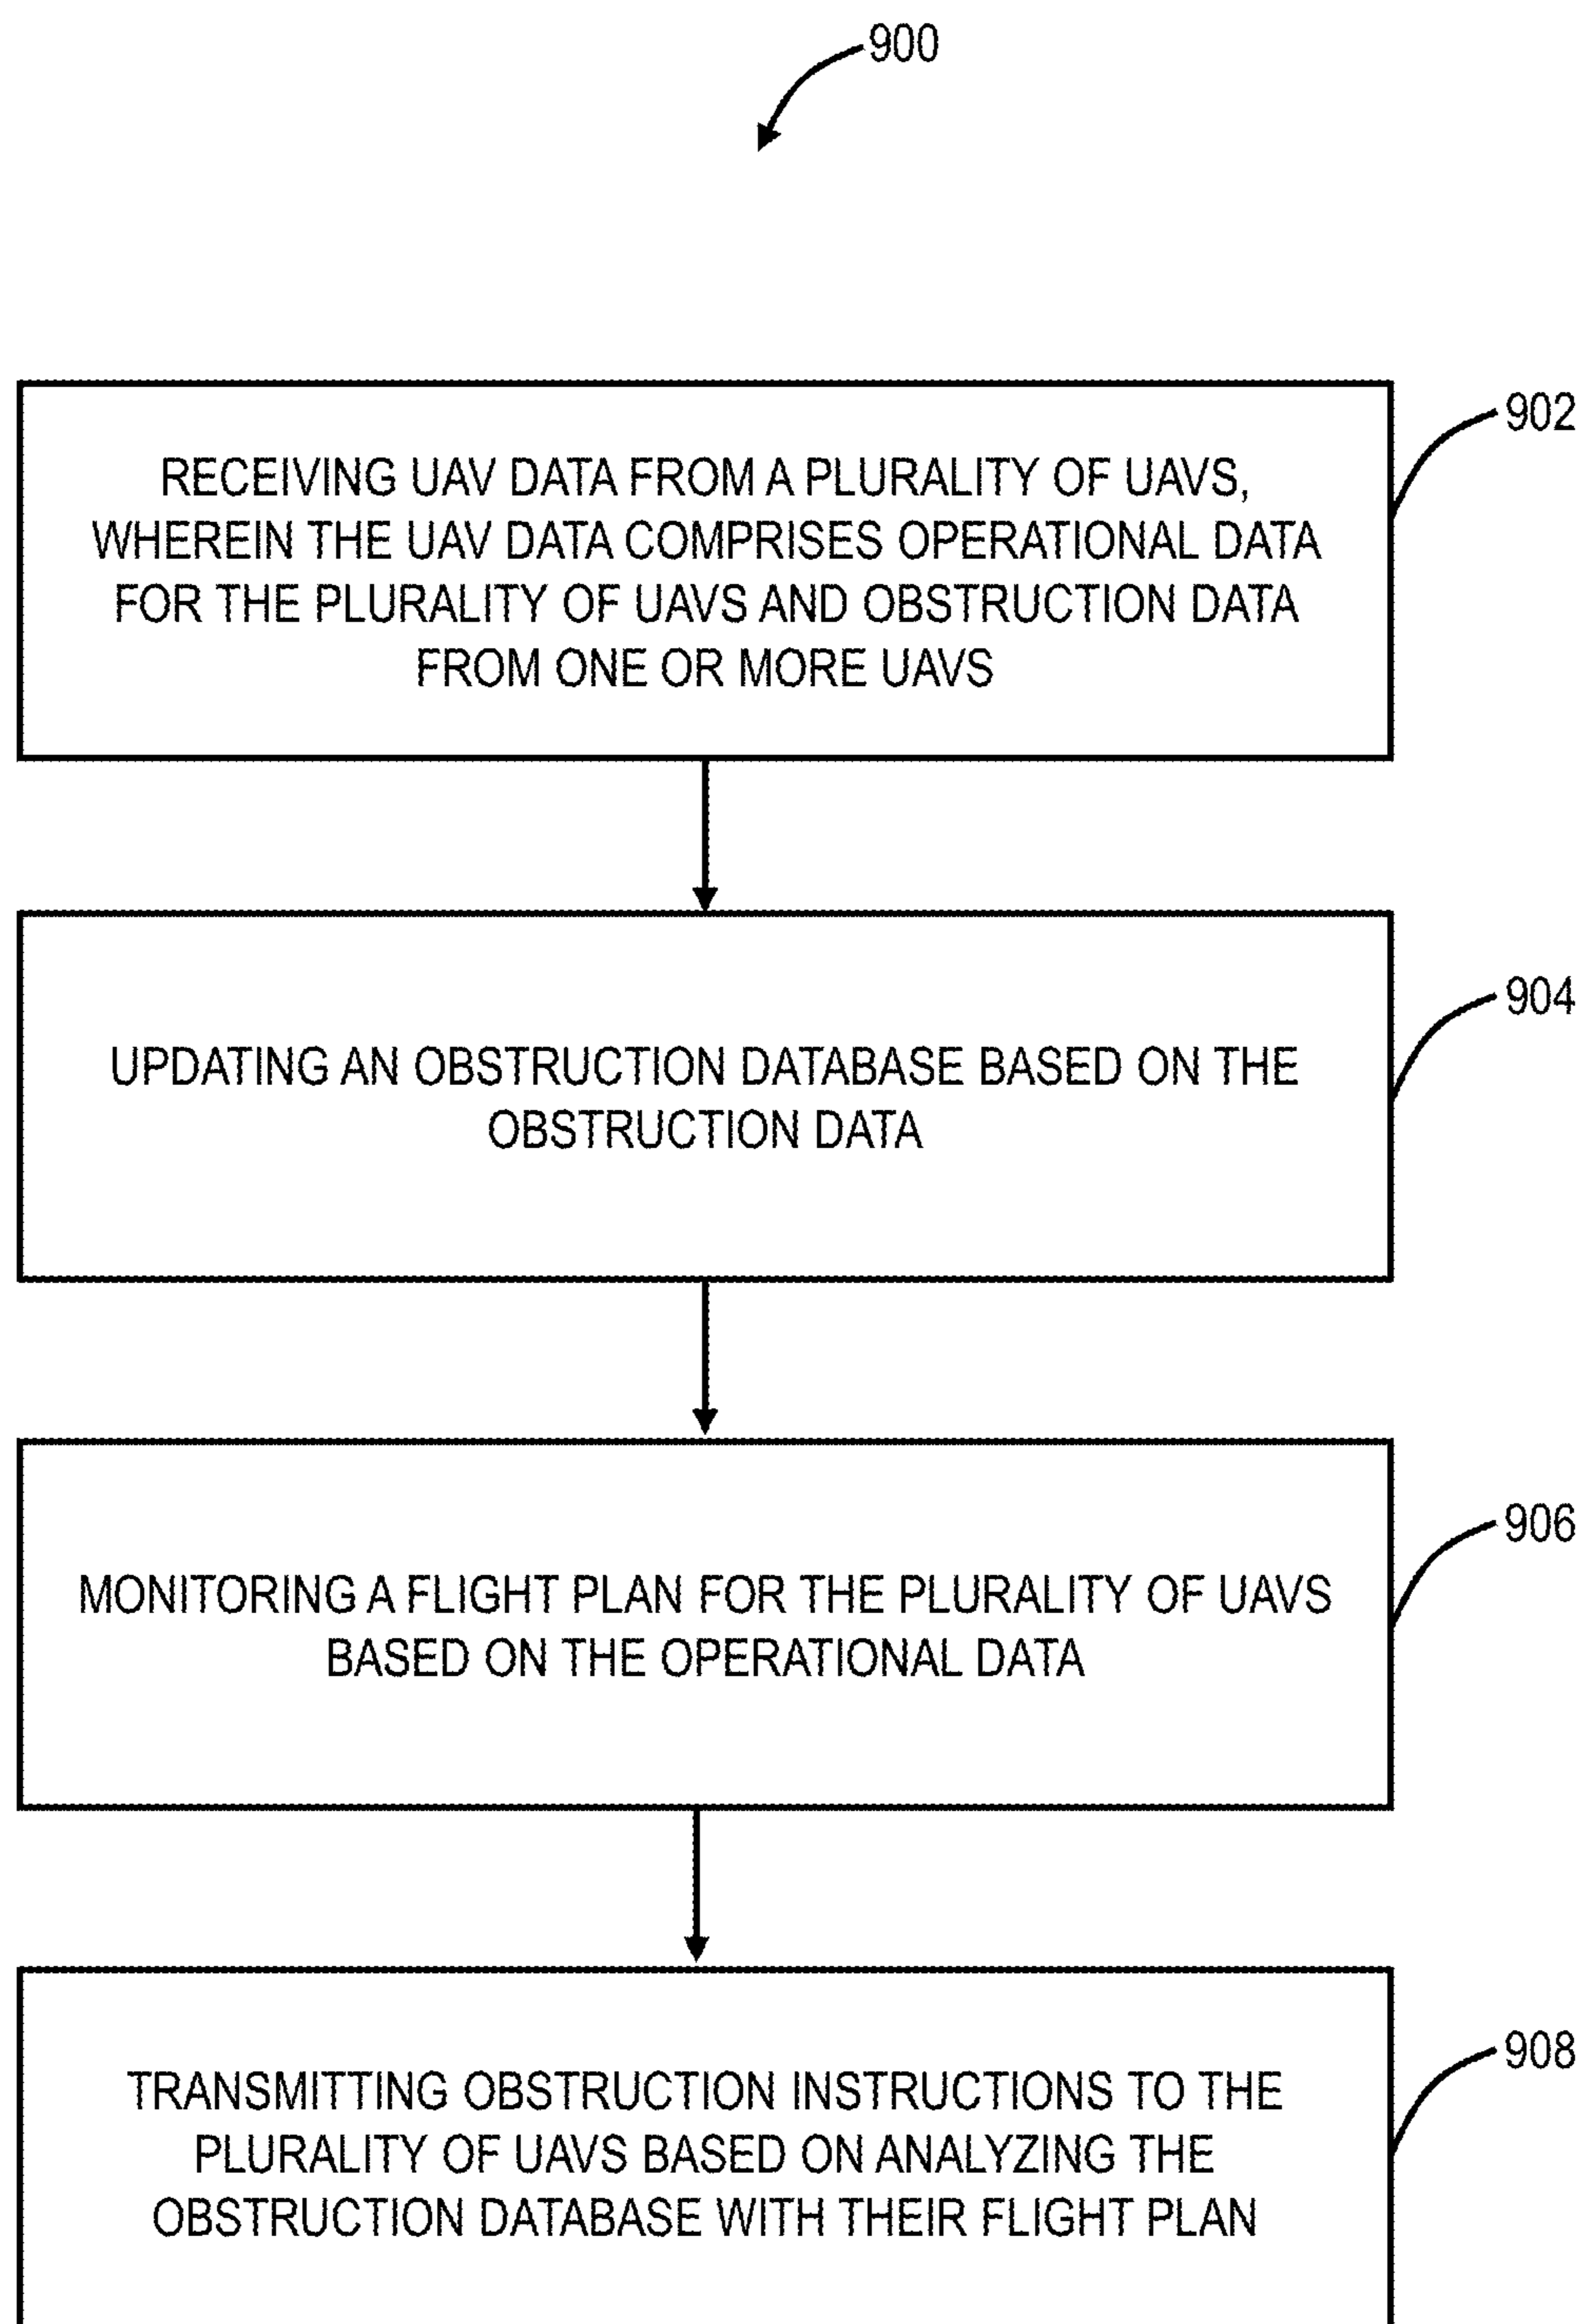 900
902
RECEIVING UAV DATA FROM A PLURALITY OF UAVS,
WHEREIN THE UAV DATA COMPRISES OPERATIONAL DATA
FOR THE PLURALITY OF UAVS AND OBSTRUCTION DATA
FROM ONE OR MORE UAVS
904
UPDATING AN OBSTRUCTION DATABASE BASED ON THE
OBSTRUCTION DATA
906
MONITORING A FLIGHT PLAN FOR THE PLURALITY OF UAVS
BASED ON THE OPERATIONAL DATA
908
TRANSMITTING OBSTRUCTION INSTRUCTIONS TO THE
PLURALITY OF UAVS BASED ON ANALYZING THE
OBSTRUCTION DATABASE WITH THEIR FLIGHT PLAN